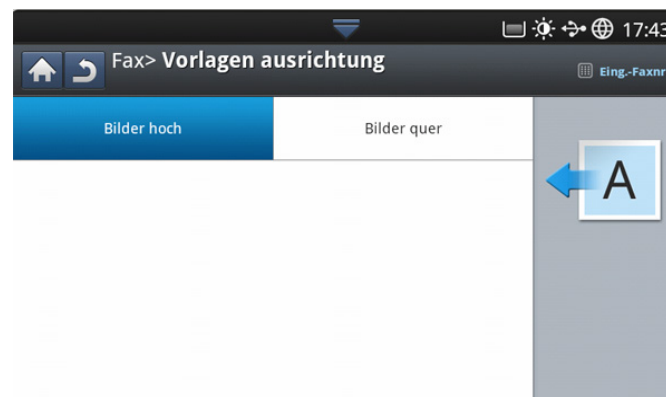 17:43
Fax> Vorlagen ausrichtung
Eing.-Faxnr
Bilder hoch
Bilder quer
A